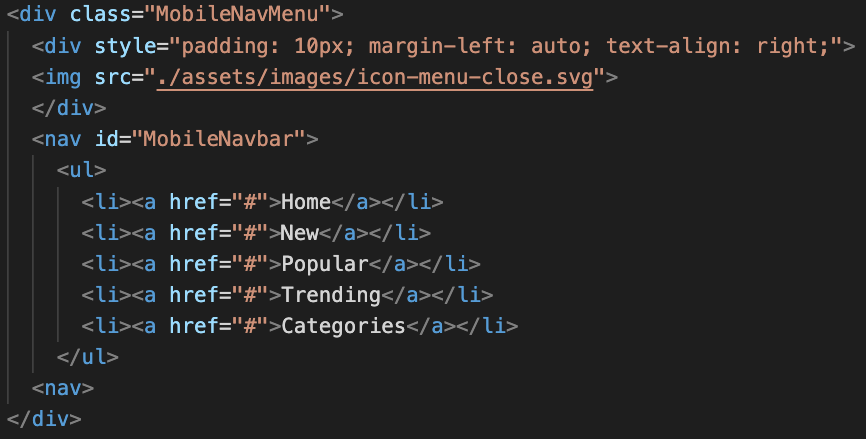 <div class="MobileNavMenu">
<div style="padding: 10px; margin-left: auto; text-align: right;">
<img src="./assets/images/icon-menu-close.svg">
</div>
<nav id="MobileNavbar">
<ul>
<li><a href="#">Home</a></li>
<li><a href="#">New</a></li>
<li><a href="#">Popular</a></li>
<li><a href="#">Trending</a></li>
<li><a href="#">Categories</a></li>
</ul>
<nav>
</div>